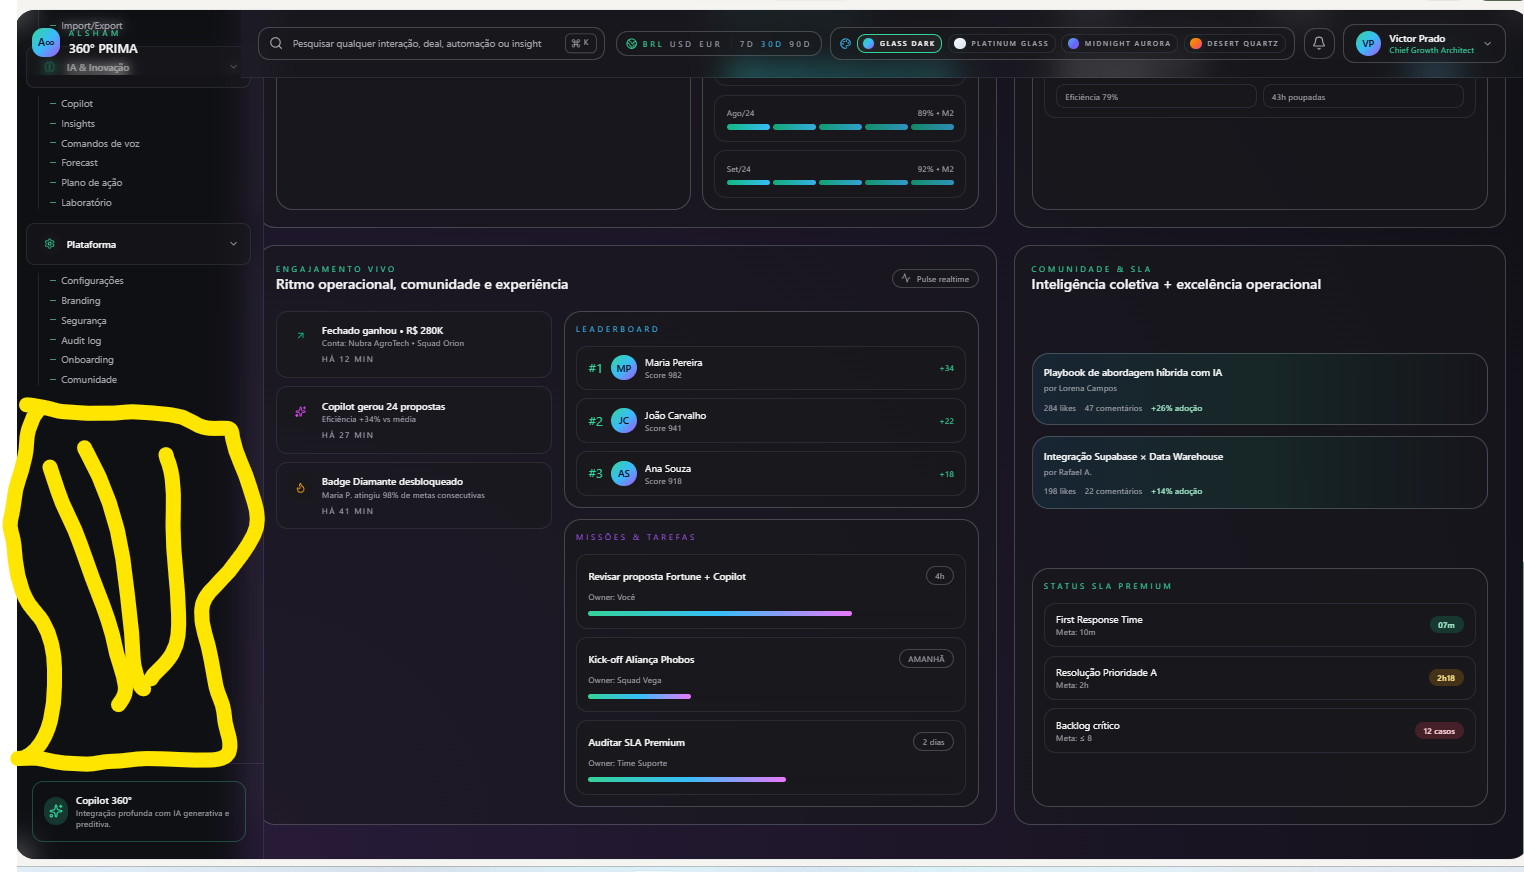 Import/Export
ALSHAM
A∞
360° PRIMA
IA & Inovação
Copilot
Insights
Comandos de voz
Forecast
Plano de ação
Laboratório
Plataforma
Configurações
Branding
Segurança
Audit log
Onboarding
Comunidade
Copilot 360°
Integração profunda com IA generativa e
preditiva.
Pesquisar qualquer interação, deal, automação ou insight
⌘ K
BRL USD EUR
7D 30D 90D
GLASS DARK
PLATINUM GLASS
MIDNIGHT AURORA
DESERT QUARTZ
VP
Victor Prado
Chief Growth Architect
Ago/24
89% • M2
Set/24
92% • M2
Eficiência 79%
43h poupadas
ENGAJAMENTO VIVO
Ritmo operacional, comunidade e experiência
Pulse realtime
Fechado ganhou • R$ 280K
Conta: Nubra AgroTech • Squad Orion
HÁ 12 MIN
Copilot gerou 24 propostas
Eficiência +34% vs média
HÁ 27 MIN
Badge Diamante desbloqueado
Maria P. atingiu 98% de metas consecutivas
HÁ 41 MIN
LEADERBOARD
#1 MP Maria Pereira
Score 982
+34
#2 JC João Carvalho
Score 941
+22
#3 AS Ana Souza
Score 918
+18
MISSÕES & TAREFAS
Revisar proposta Fortune + Copilot
4h
Owner: Você
Kick-off Aliança Phobos
AMANHÃ
Owner: Squad Vega
Auditar SLA Premium
2 dias
Owner: Time Suporte
COMUNIDADE & SLA
Inteligência coletiva + excelência operacional
Playbook de abordagem híbrida com IA
por Lorena Campos
284 likes 47 comentários +26% adoção
Integração Supabase × Data Warehouse
por Rafael A.
198 likes 22 comentários +14% adoção
STATUS SLA PREMIUM
First Response Time
Meta: 10m
07m
Resolução Prioridade A
Meta: 2h
2h18
Backlog crítico
Meta: ≤ 8
12 casos